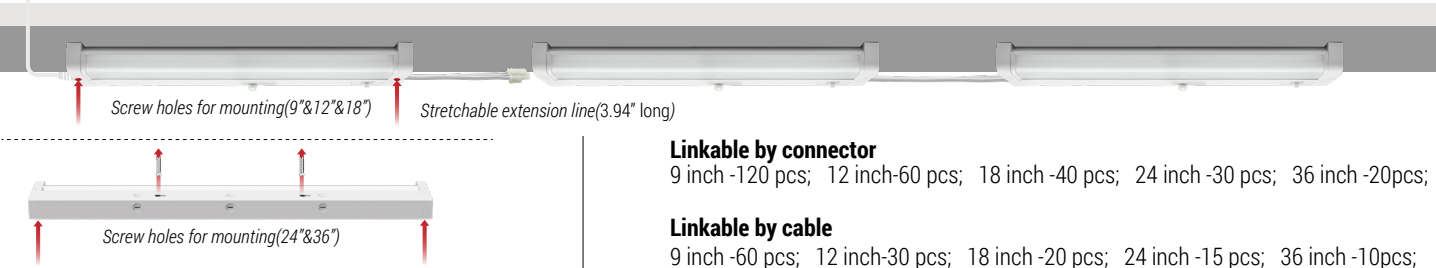 Screw holes for mounting(9"&12"&18")
Stretchable extension line(3.94" long)
Screw holes for mounting(24"&36")
Linkable by connector
9 inch -120 pcs; 12 inch-60 pcs; 18 inch -40 pcs; 24 inch -30 pcs; 36 inch -20pcs;
Linkable by cable
9 inch -60 pcs; 12 inch-30 pcs; 18 inch -20 pcs; 24 inch -15 pcs; 36 inch -10pcs;